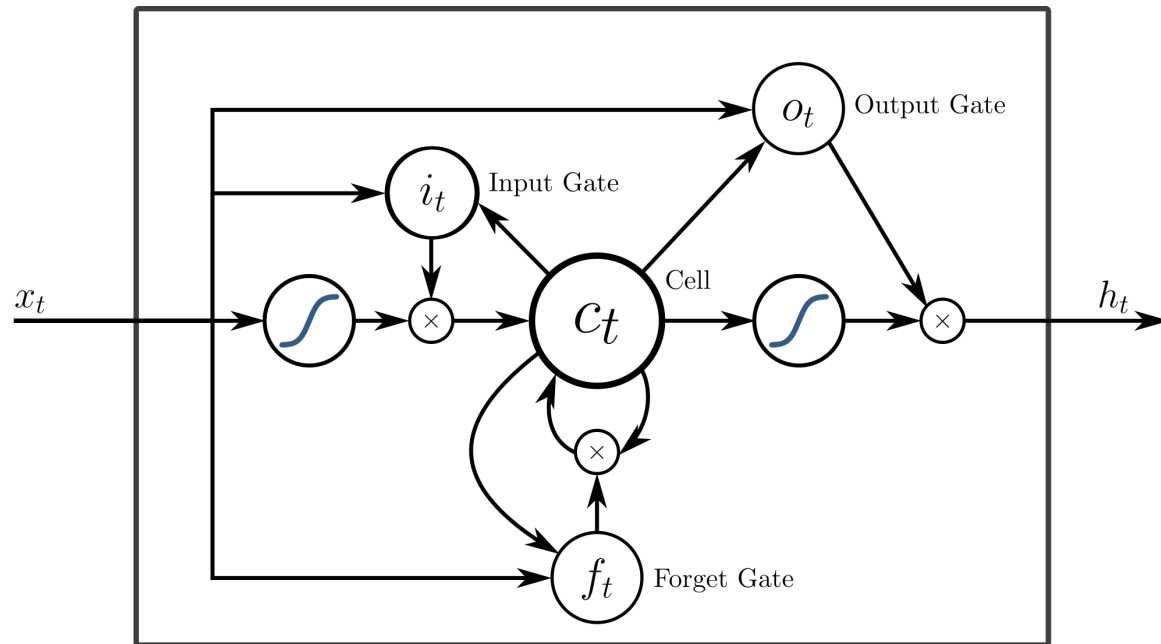 o_t Output Gate
i_t Input Gate
Cell
x_t
×
c_t
×
h_t
×
f_t Forget Gate